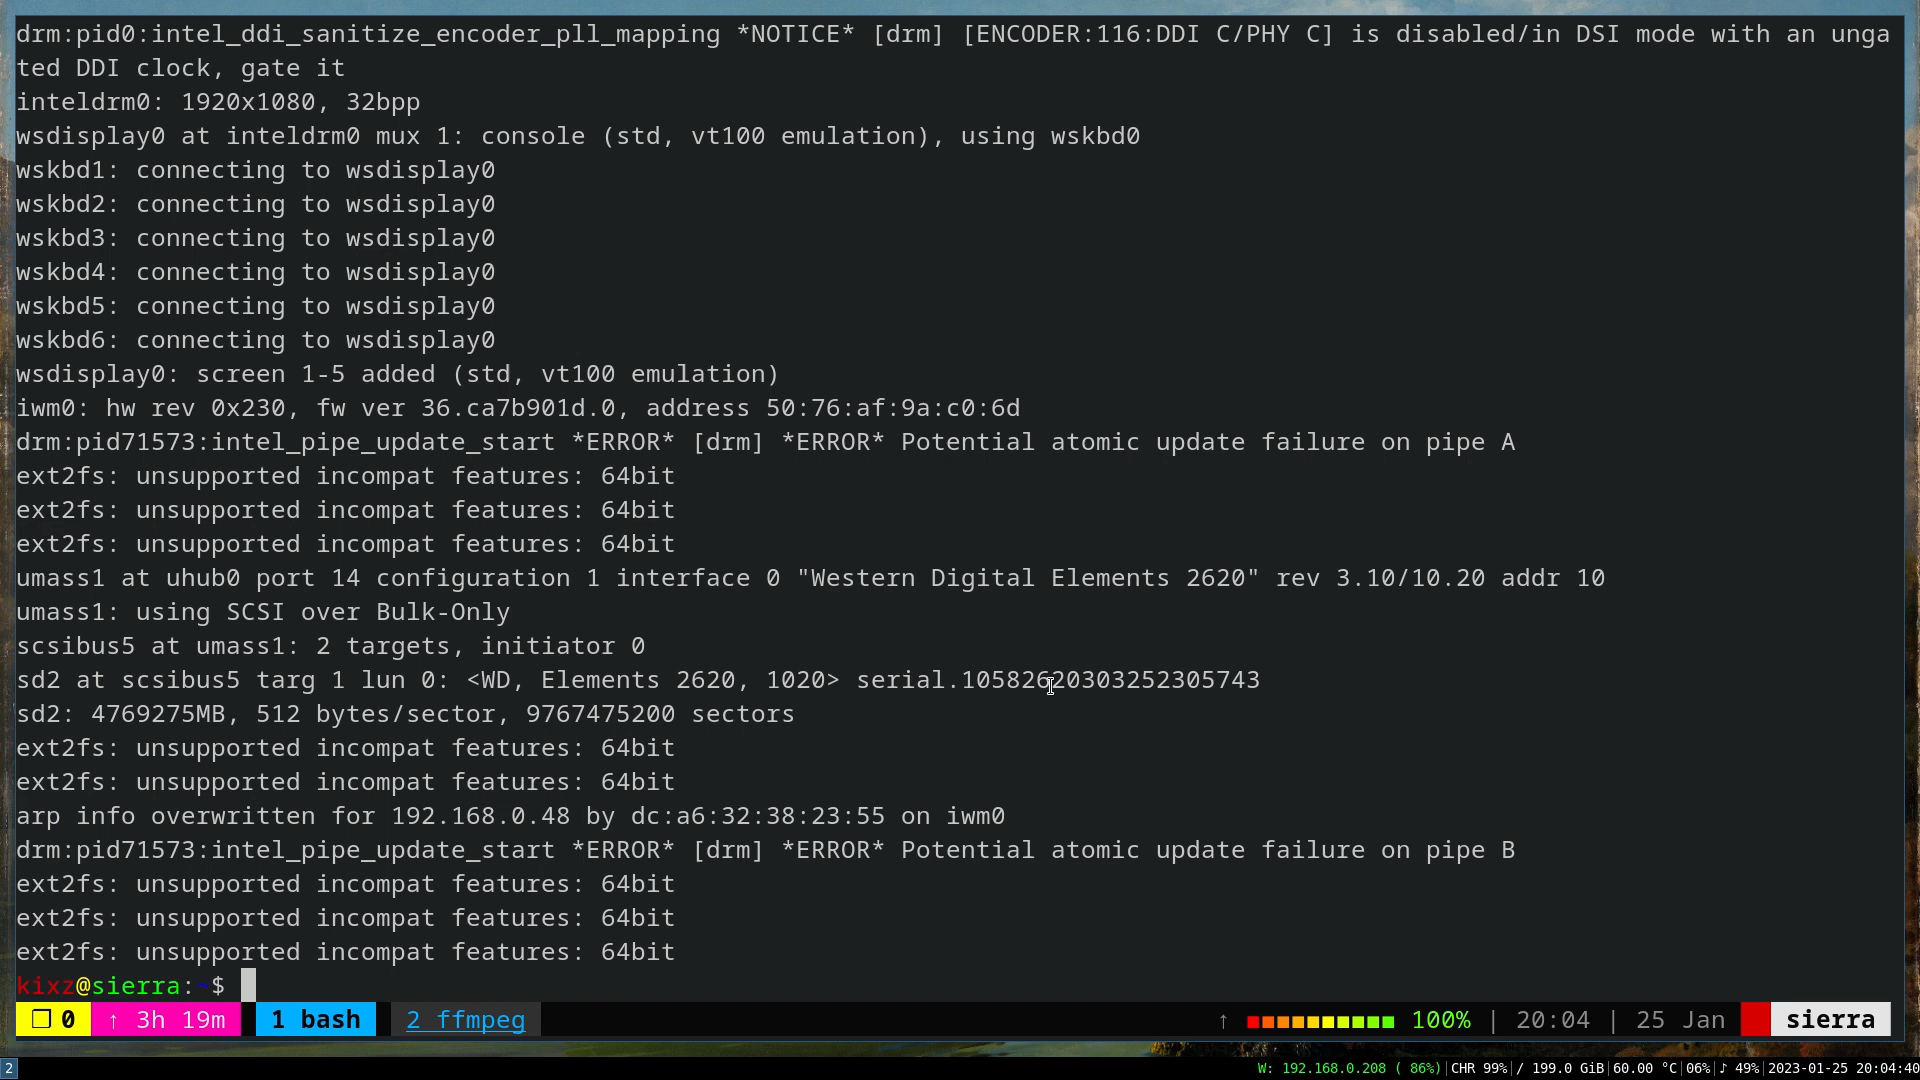 drm:pid0:intel_ddi_sanitize_encoder_pll_mapping *NOTICE* [drm] [ENCODER:116:DDI C/PHY C] is disabled/in DSI mode with an unga
ted DDI clock, gate it
inteldrm0: 1920x1080, 32bpp
wsdisplay0 at inteldrm0 mux 1: console (std, vt100 emulation), using wskbd0
wskbd1: connecting to wsdisplay0
wskbd2: connecting to wsdisplay0
wskbd3: connecting to wsdisplay0
wskbd4: connecting to wsdisplay0
wskbd5: connecting to wsdisplay0
wskbd6: connecting to wsdisplay0
wsdisplay0: screen 1-5 added (std, vt100 emulation)
iwm0: hw rev 0x230, fw ver 36.ca7b901d.0, address 50:76:af:9a:c0:6d
drm:pid71573:intel_pipe_update_start *ERROR* [drm] *ERROR* Potential atomic update failure on pipe A
ext2fs: unsupported incompat features: 64bit
ext2fs: unsupported incompat features: 64bit
ext2fs: unsupported incompat features: 64bit
umass1 at uhub0 port 14 configuration 1 interface 0 "Western Digital Elements 2620" rev 3.10/10.20 addr 10
umass1: using SCSI over Bulk-Only
scsibus5 at umass1: 2 targets, initiator 0
sd2 at scsibus5 targ 1 lun 0: <WD, Elements 2620, 1020> serial.10582620303252305743
sd2: 4769275MB, 512 bytes/sector, 9767475200 sectors
ext2fs: unsupported incompat features: 64bit
ext2fs: unsupported incompat features: 64bit
arp info overwritten for 192.168.0.48 by dc:a6:32:38:23:55 on iwm0
drm:pid71573:intel_pipe_update_start *ERROR* [drm] *ERROR* Potential atomic update failure on pipe B
ext2fs: unsupported incompat features: 64bit
ext2fs: unsupported incompat features: 64bit
ext2fs: unsupported incompat features: 64bit
kixz@sierra:~$
❐ 0 ↑ 3h 19m 1 bash 2 ffmpeg ↑ 100% | 20:04 | 25 Jan sierra
2 W: 192.168.0.208 ( 86%)|CHR 99%|/ 199.0 GiB|60.00 °C|06%|♪ 49%|2023-01-25 20:04:40